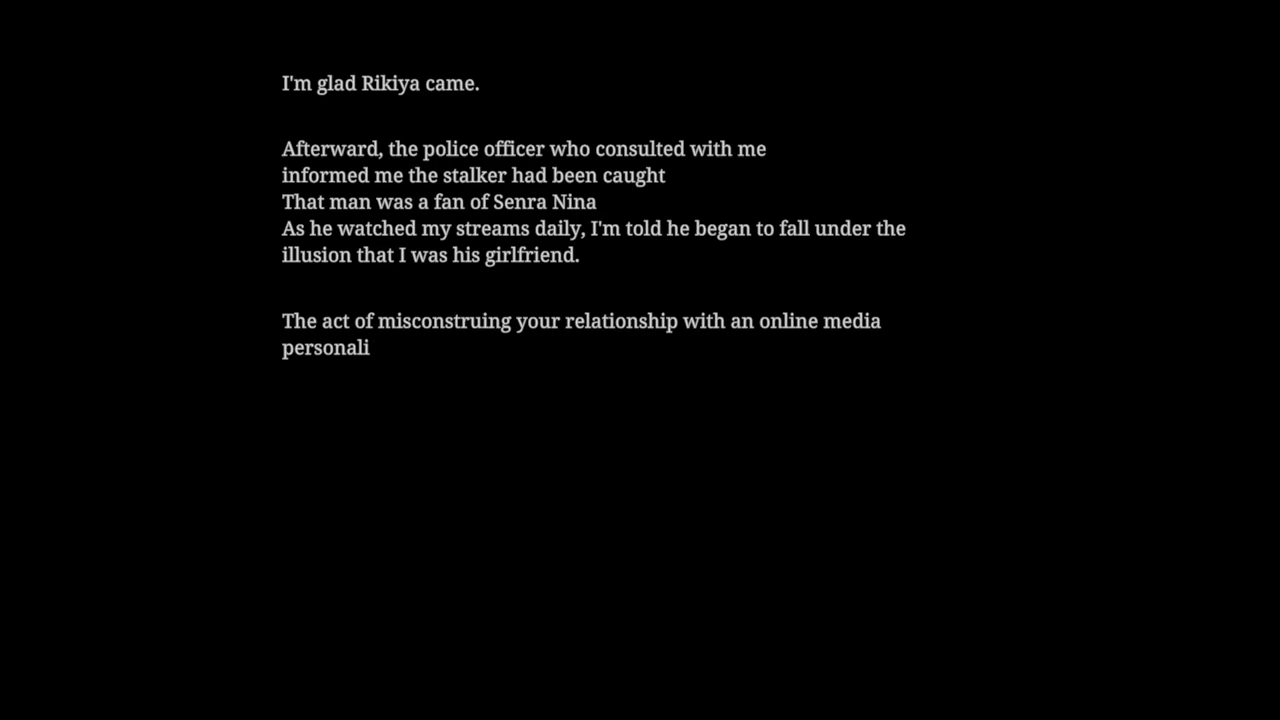 I'm glad Rikiya came.
Afterward, the police officer who consulted with me
informed me the stalker had been caught
That man was a fan of Senra Nina
As he watched my streams daily, I'm told he began to fall under the
illusion that I was his girlfriend.
The act of misconstruing your relationship with an online media
personali